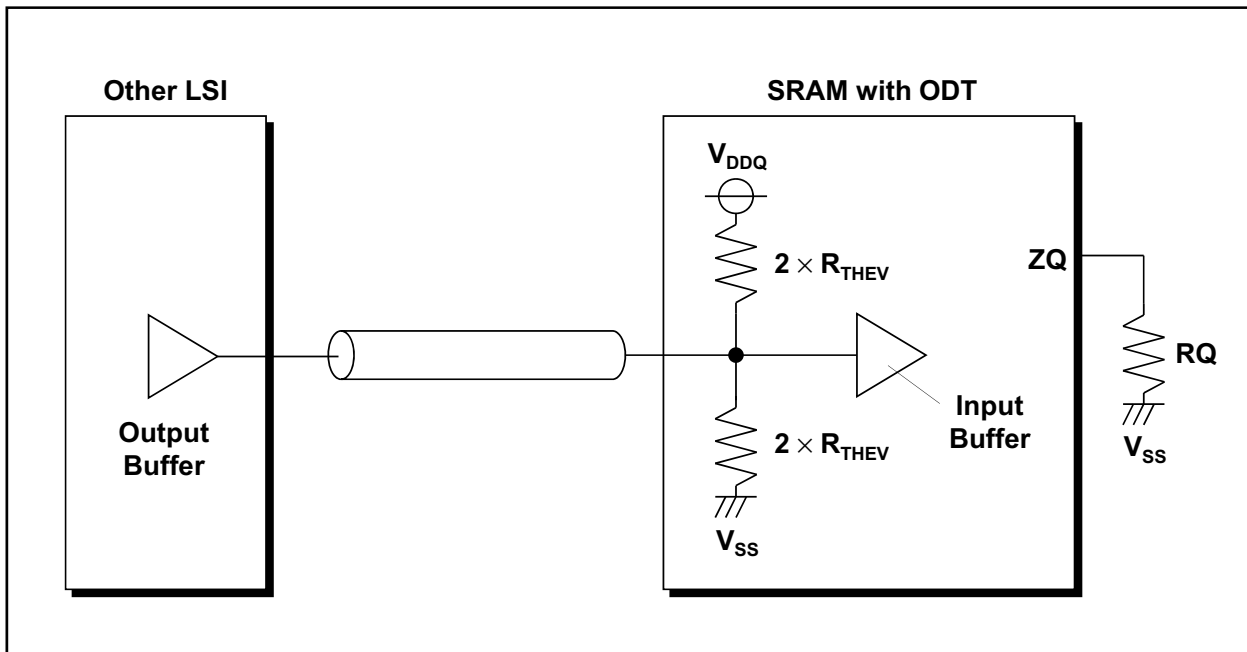 Other LSI
SRAM with ODT
V_DDQ
2 × R_THEV
ZQ
RQ
V_SS
Output
Buffer
Input
Buffer
2 × R_THEV
V_SS